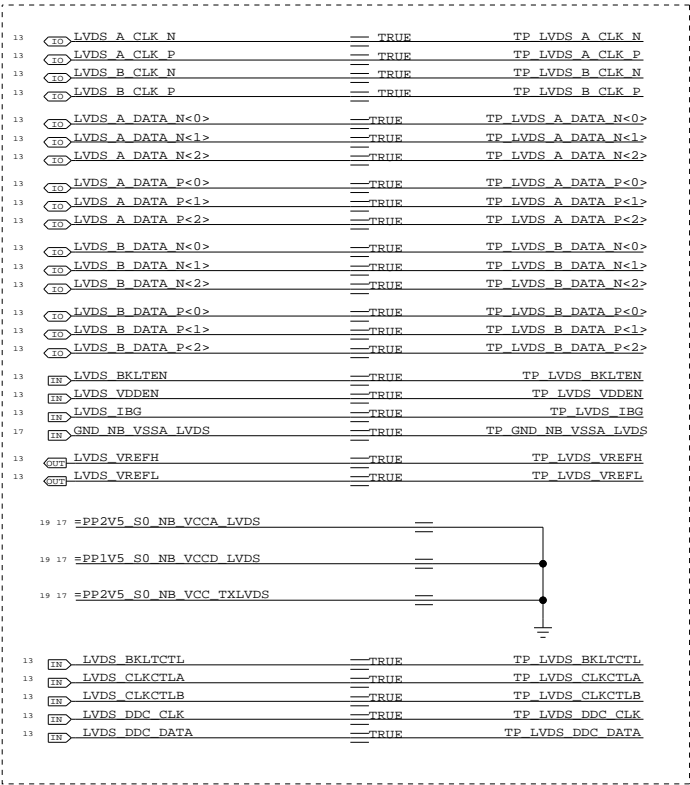 13 IO LVDS_A_CLK_N TRUE TP_LVDS_A_CLK_N
13 IO LVDS_A_CLK_P TRUE TP_LVDS_A_CLK_P
13 IO LVDS_B_CLK_N TRUE TP_LVDS_B_CLK_N
13 IO LVDS_B_CLK_P TRUE TP_LVDS_B_CLK_P
13 IO LVDS_A_DATA_N<0> TRUE TP_LVDS_A_DATA_N<0>
13 IO LVDS_A_DATA_N<1> TRUE TP_LVDS_A_DATA_N<1>
13 IO LVDS_A_DATA_N<2> TRUE TP_LVDS_A_DATA_N<2>
13 IO LVDS_A_DATA_P<0> TRUE TP_LVDS_A_DATA_P<0>
13 IO LVDS_A_DATA_P<1> TRUE TP_LVDS_A_DATA_P<1>
13 IO LVDS_A_DATA_P<2> TRUE TP_LVDS_A_DATA_P<2>
13 IO LVDS_B_DATA_N<0> TRUE TP_LVDS_B_DATA_N<0>
13 IO LVDS_B_DATA_N<1> TRUE TP_LVDS_B_DATA_N<1>
13 IO LVDS_B_DATA_N<2> TRUE TP_LVDS_B_DATA_N<2>
13 IO LVDS_B_DATA_P<0> TRUE TP_LVDS_B_DATA_P<0>
13 IO LVDS_B_DATA_P<1> TRUE TP_LVDS_B_DATA_P<1>
13 IO LVDS_B_DATA_P<2> TRUE TP_LVDS_B_DATA_P<2>
13 IN LVDS_BKLTEN TRUE TP_LVDS_BKLTEN
13 IN LVDS_VDDEN TRUE TP_LVDS_VDDEN
13 IN LVDS_IBG TRUE TP_LVDS_IBG
17 IN GND_NB_VSSA_LVDS TRUE TP_GND_NB_VSSA_LVDS
13 OUT LVDS_VREFH TRUE TP_LVDS_VREFH
13 OUT LVDS_VREFL TRUE TP_LVDS_VREFL
19 17 =PP2V5_S0_NB_VCCA_LVDS
19 17 =PP1V5_S0_NB_VCCD_LVDS
19 17 =PP2V5_S0_NB_VCC_TXLVDS
13 IN LVDS_BKLTCTL TRUE TP_LVDS_BKLTCTL
13 IN LVDS_CLKCTLA TRUE TP_LVDS_CLKCTLA
13 IN LVDS_CLKCTLB TRUE TP_LVDS_CLKCTLB
13 IN LVDS_DDC_CLK TRUE TP_LVDS_DDC_CLK
13 IN LVDS_DDC_DATA TRUE TP_LVDS_DDC_DATA